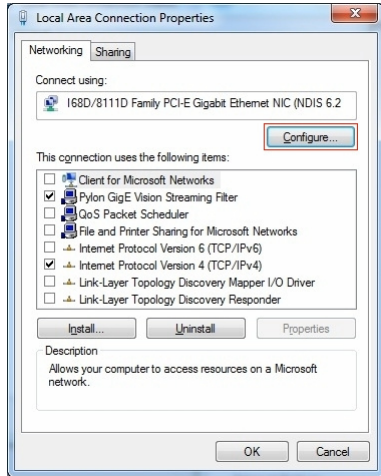 Local Area Connection Properties
Networking
Sharing
Connect using:
I68D/8111D Family PCI-E Gigabit Ethernet NIC (NDIS 6.2
Configure...
This connection uses the following items:
Client for Microsoft Networks
Pylon GigE Vision Streaming Filter
QoS Packet Scheduler
File and Printer Sharing for Microsoft Networks
Internet Protocol Version 6 (TCP/IPv6)
Internet Protocol Version 4 (TCP/IPv4)
Link-Layer Topology Discovery Mapper I/O Driver
Link-Layer Topology Discovery Responder
Install...
Uninstall
Properties
Description
Allows your computer to access resources on a Microsoft
network.
OK
Cancel